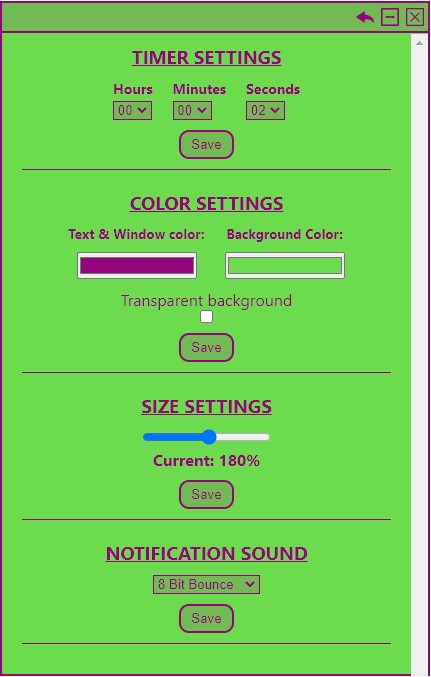 TIMER SETTINGS
Hours Minutes Seconds
00 00 02
Save
COLOR SETTINGS
Text & Window color: Background Color:
Transparent background
Save
SIZE SETTINGS
Current: 180%
Save
NOTIFICATION SOUND
8 Bit Bounce
Save